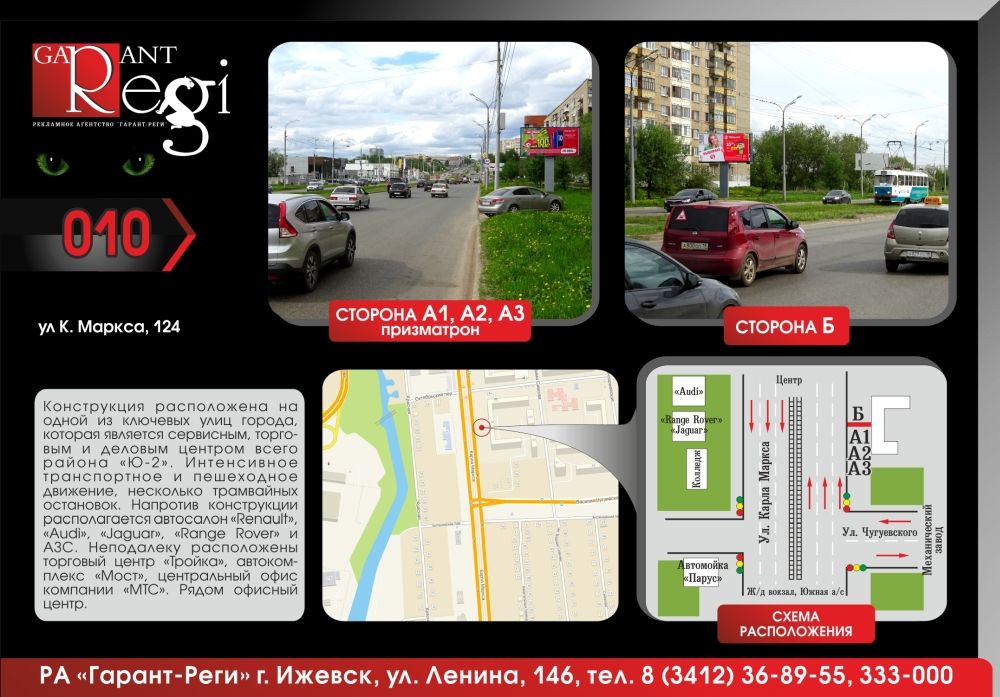 GARANT
Regi
РЕКЛАМНОЕ АГЕНТСТВО "ГАРАНТ-РЕГИ"
010
ул К. Маркса, 124
СТОРОНА А1, А2, А3
призматрон
СТОРОНА Б
Конструкция расположена на
одной из ключевых улиц города,
которая является сервисным, торго-
вым и деловым центром всего
района «Ю-2». Интенсивное
транспортное и пешеходное
движение, несколько трамвайных
остановок. Напротив конструкции
располагается автосалон «Renault»,
«Audi», «Jaguar», «Range Rover» и
АЗС. Неподалеку расположены
торговый центр «Тройка», автоком-
плекс «Мост», центральный офис
компании «МТС». Рядом офисный
центр.
Карла Маркса
Карла Маркса
Центр
«Audi»
«Range Rover»
«Jaguar»
Колледж
Ул. Карла Маркса
Б
А1
А2
А3
Ул. Чугуевского
Механический
завод
Автомойка
«Парус»
Ж/д вокзал, Южная а/с
СХЕМА
РАСПОЛОЖЕНИЯ
РА «Гарант-Реги» г. Ижевск, ул. Ленина, 146, тел. 8 (3412) 36-89-55, 333-000